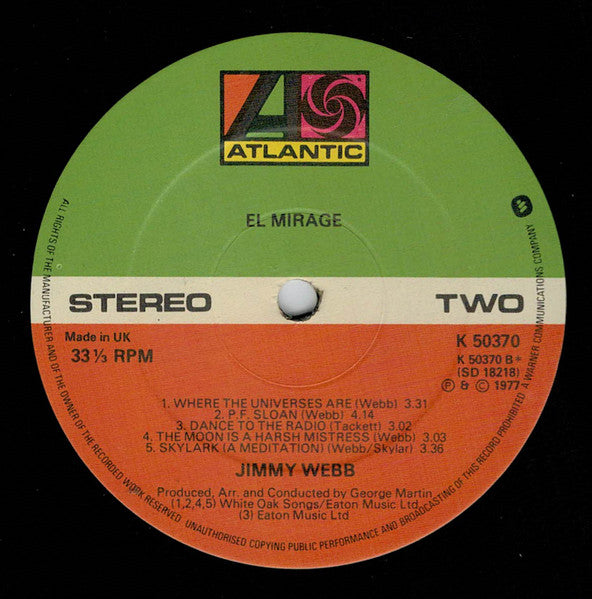 ATLANTIC
EL MIRAGE
STEREO
TWO
Made in UK
33⅓ RPM
K 50370
K 50370 B*
(SD 18218)
Ⓟ & © 1977
1. WHERE THE UNIVERSES ARE (Webb) 3.31
2. P.F. SLOAN (Webb) 4.14
3. DANCE TO THE RADIO (Tackett) 3.02
4. THE MOON IS A HARSH MISTRESS (Webb) 3.03
5. SKYLARK (A MEDITATION) (Webb/Skylar) 3.36
JIMMY WEBB
Produced, Arr. and Conducted by George Martin
(1,2,4,5) White Oak Songs/Eaton Music Ltd.
(3) Eaton Music Ltd
ALL RIGHTS OF THE MANUFACTURER AND OF THE OWNER OF THE RECORDED WORK RESERVED UNAUTHORISED COPYING PUBLIC PERFORMANCE AND BROADCASTING OF THIS RECORD PROHIBITED A WARNER COMMUNICATIONS COMPANY